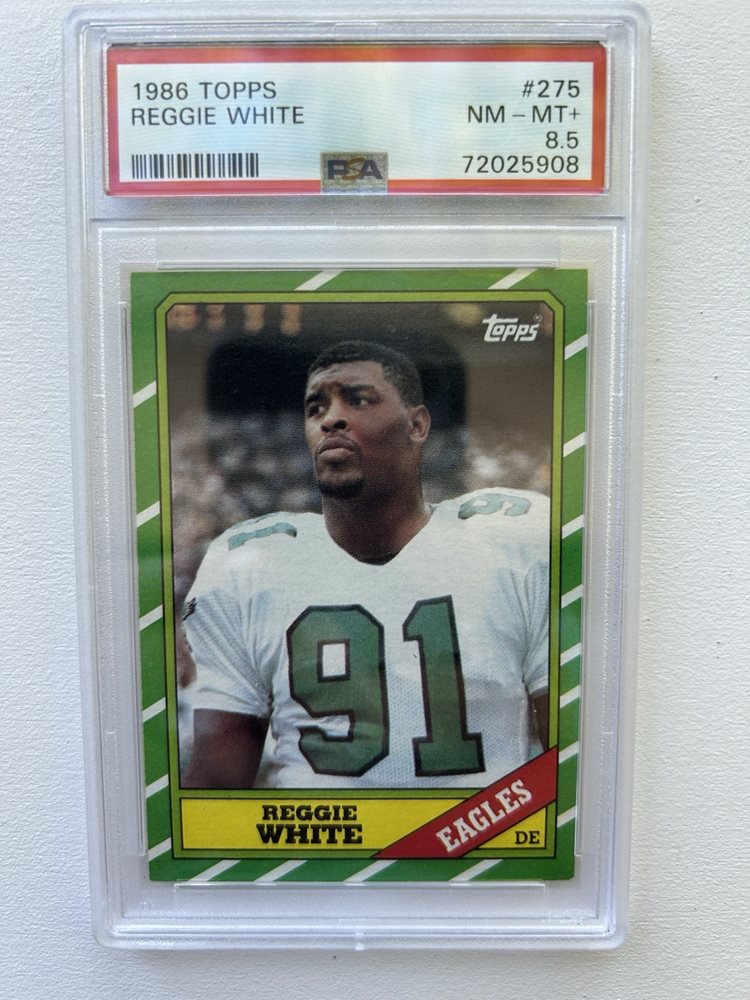 1986 TOPPS #275
REGGIE WHITE NM – MT+
8.5
PSA 72025908
Topps®
91
91
REGGIE
WHITE
EAGLES
DE